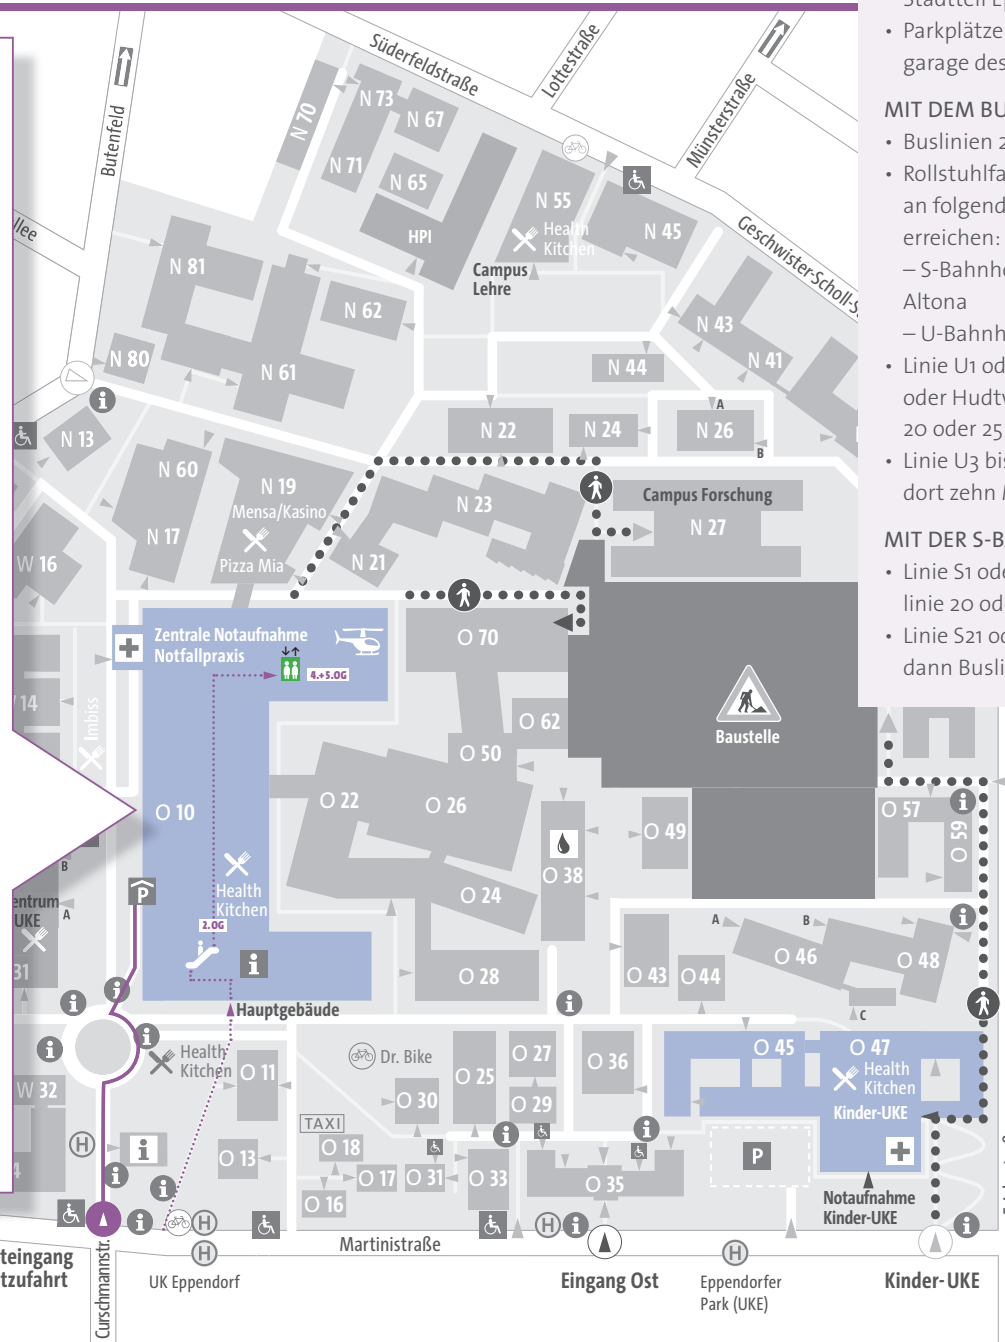 Stadtteil Ep
• Parkplätze
garage des
MIT DEM BU
• Buslinien 2
• Rollstuhlfa
an folgend
erreichen:
– S-Bahnh
Altona
– U-Bahnh
• Linie U1 od
oder Hudtw
20 oder 25
• Linie U3 bis
dort zehn
MIT DER S-B
• Linie S1 ode
linie 20 od
• Linie S21 od
dann Busli
Süderfeldstraße
Lottestraße
Münsterstraße
Butenfeld
llee
Geschwister-Scholl-S
N 70
N 73
N 67
N 71
N 65
HPI
N 55
Health
Kitchen
N 45
Campus
Lehre
N 81
N 62
N 43
N 41
N 80
N 61
N 44
N 13
N 22
N 24
N 26
A
B
N 60
N 19
Mensa/Kasino
Pizza Mia
N 17
N 23
N 21
Campus Forschung
N 27
W 16
Zentrale Notaufnahme
Notfallpraxis
4.+5.OG
O 70
14
Imbiss
O 62
Baustelle
O 50
O 10
O 22
O 26
O 49
O 57
O 59
O 38
Health
Kitchen
2.OG
O 24
B
A
entrum
UKE
31
P
i
O 28
O 43
O 44
A
B
O 46
O 48
C
Hauptgebäude
Health
Kitchen
O 11
Dr. Bike
O 30
O 25
O 27
O 29
O 36
O 45
O 47
Health
Kitchen
Kinder-UKE
W 32
H
i
4
O 13
TAXI
O 18
O 17
O 16
O 31
O 33
O 35
P
Notaufnahme
Kinder-UKE
H
H
H
H
Martinistraße
teingang
tzufahrt
Curschmannstr.
UK Eppendorf
Eingang Ost
Eppendorfer
Park (UKE)
Kinder-UKE